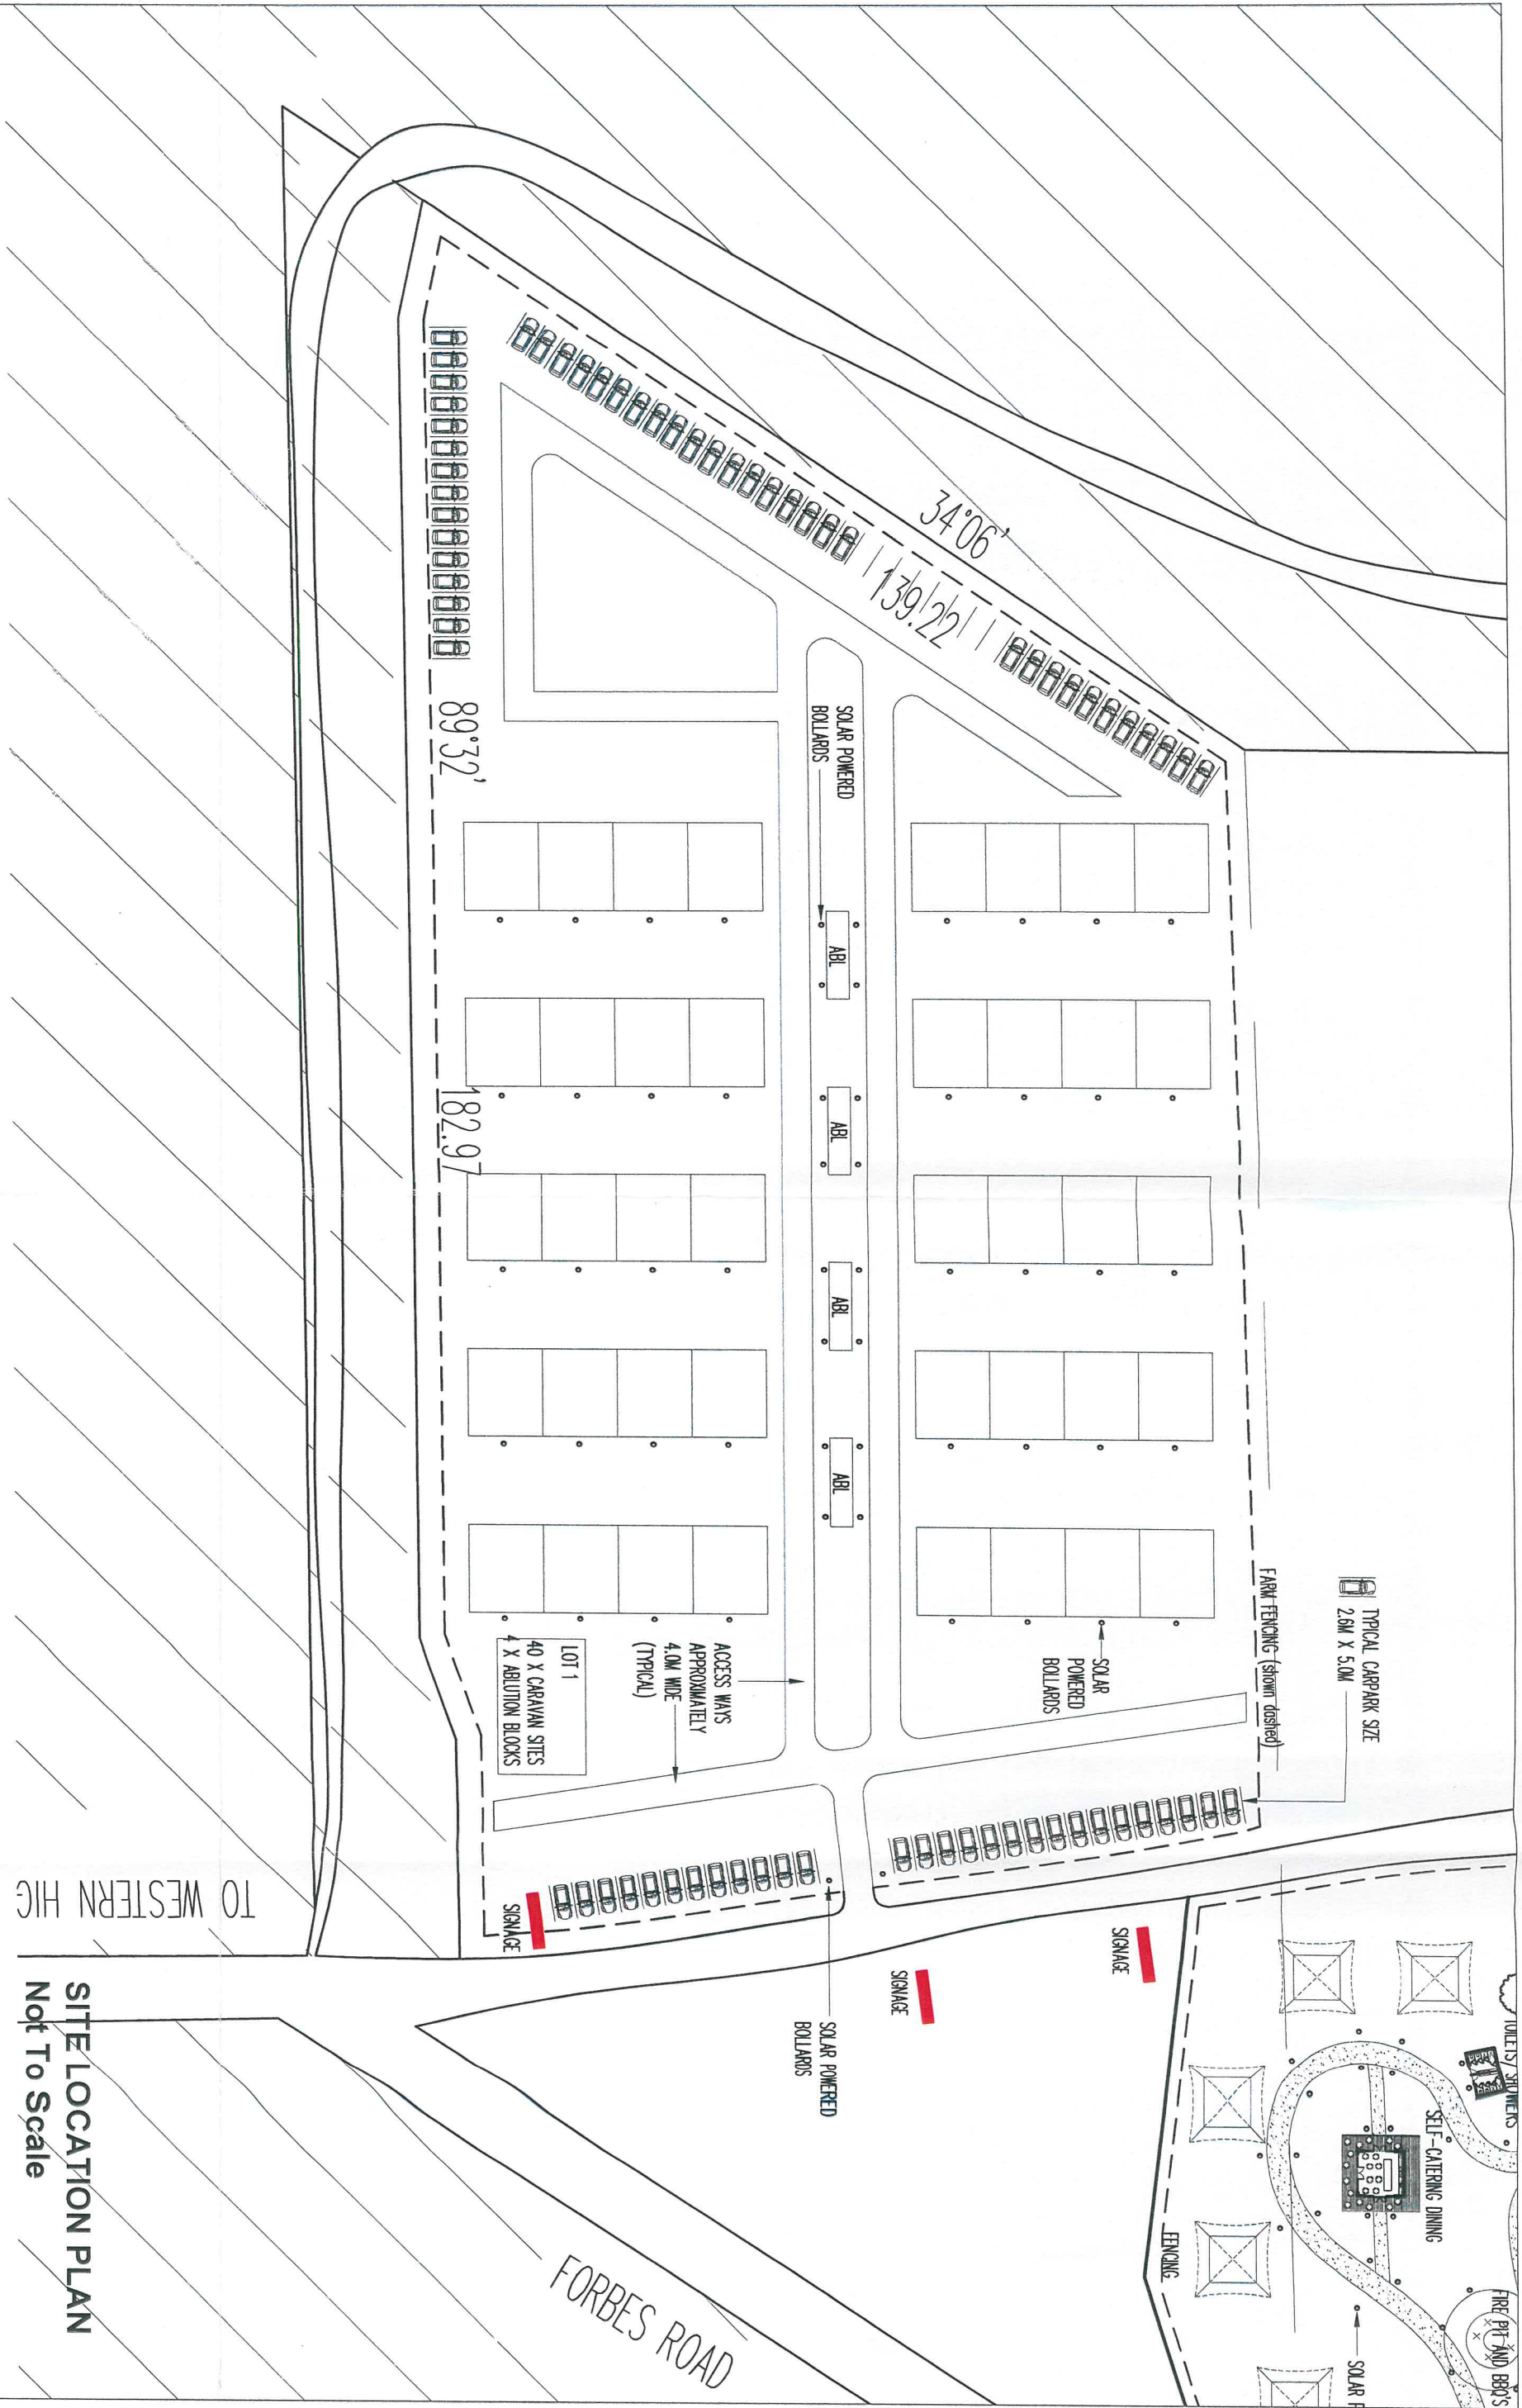 34°06'
139.22
89°32'
182.97
SOLAR POWERED
BOLLARDS
ABL
ABL
ABL
ABL
TYPICAL CARPARK SIZE
2.6M X 5.0M
FARM FENCING (shown dashed)
SOLAR
POWERED
BOLLARDS
ACCESS WAYS
APPROXIMATELY
4.0M WIDE
(TYPICAL)
LOT 1
40 X CARAVAN SITES
4 X ABLUTION BLOCKS
SIGNAGE
SIGNAGE
SIGNAGE
SOLAR POWERED
BOLLARDS
TOILETS/ SHOWERS
SELF-CATERING DINING
FIRE PIT AND BBQ'S
SOLAR P
FENCING
FORBES ROAD
TO WESTERN HIG
SITE LOCATION PLAN
Not To Scale